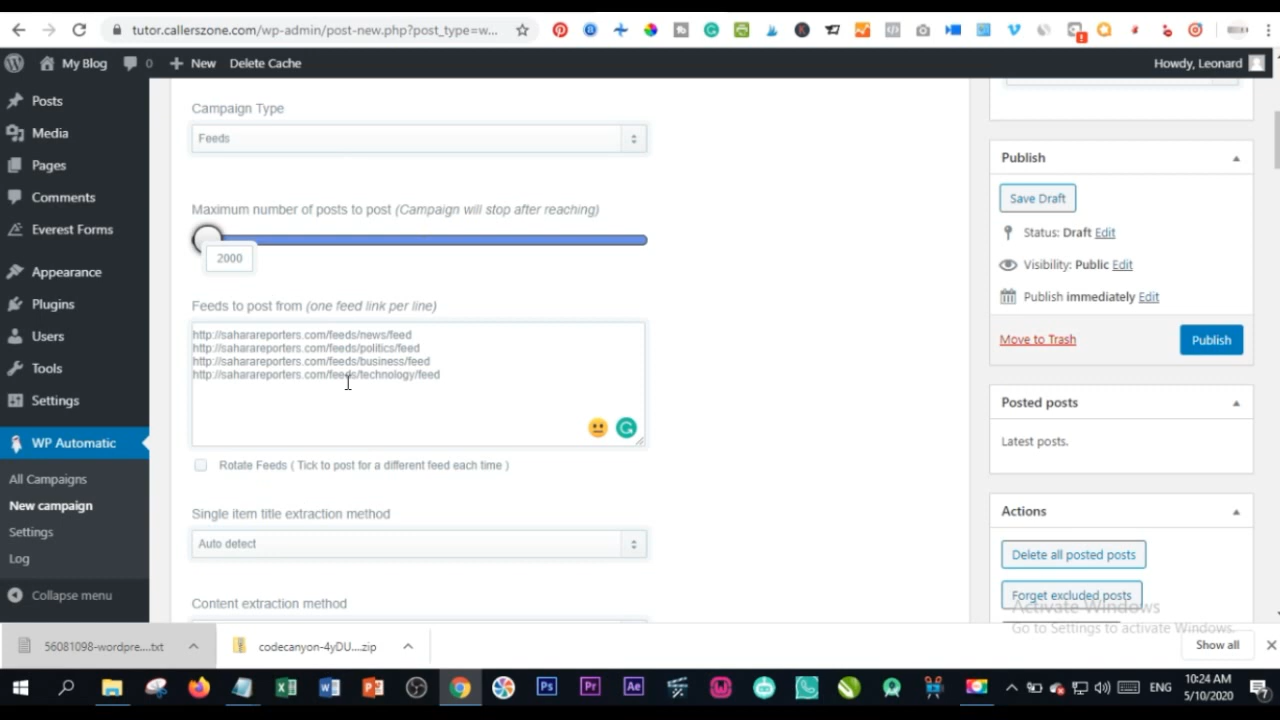 tutor.callerszone.com/wp-admin/post-new.php?post_type=w...
My Blog 0 New Delete Cache Howdy, Leonard
Posts
Media
Pages
Comments
Everest Forms
Appearance
Plugins
Users
Tools
Settings
WP Automatic
All Campaigns
New campaign
Settings
Log
Collapse menu
Campaign Type
Feeds
Maximum number of posts to post (Campaign will stop after reaching)
2000
Feeds to post from (one feed link per line)
http://saharareporters.com/feeds/news/feed
http://saharareporters.com/feeds/politics/feed
http://saharareporters.com/feeds/business/feed
http://saharareporters.com/feeds/technology/feed
Rotate Feeds ( Tick to post for a different feed each time )
Single item title extraction method
Auto detect
Content extraction method
Publish
Save Draft
Status: Draft Edit
Visibility: Public Edit
Publish immediately Edit
Move to Trash Publish
Posted posts
Latest posts.
Actions
Delete all posted posts
Forget excluded posts
Activate Windows
Go to Settings to activate Windows.
56081098-wordpre....txt codecanyon-4yDU....zip Show all
ENG
10:24 AM
5/10/2020
7